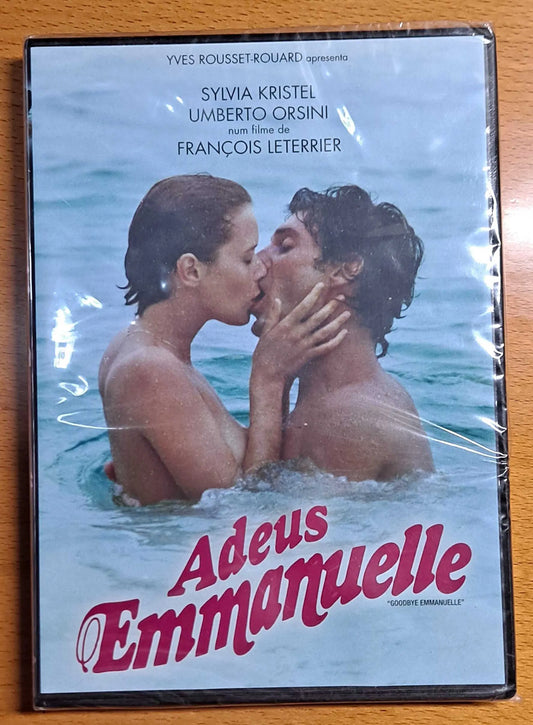 YVES ROUSSET-ROUARD apresenta
SYLVIA KRISTEL
UMBERTO ORSINI
num filme de
FRANÇOIS LETERRIER
Adeus
Emmanuelle
"GOODBYE EMMANUELLE"